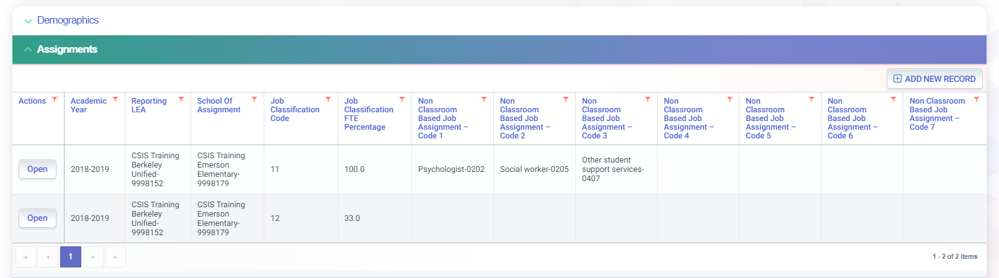 Demographics
Assignments
ADD NEW RECORD
Actions
Academic
Year
Reporting
LEA
School Of
Assignment
Job
Classification
Code
Job
Classification
FTE
Percentage
Non
Classroom
Based Job
Assignment –
Code 1
Non
Classroom
Based Job
Assignment –
Code 2
Non
Classroom
Based Job
Assignment –
Code 3
Non
Classroom
Based Job
Assignment –
Code 4
Non
Classroom
Based Job
Assignment –
Code 5
Non
Classroom
Based Job
Assignment –
Code 6
Non Classroom
Based Job
Assignment –
Code 7
Open
2018-2019
CSIS Training
Berkeley
Unified-
9998152
CSIS Training
Emerson
Elementary-
9998179
11
100.0
Psychologist-0202
Social worker-0205
Other student
support services-
0407
Open
2018-2019
CSIS Training
Berkeley
Unified-
9998152
CSIS Training
Emerson
Elementary-
9998179
12
33.0
1
1 - 2 of 2 items